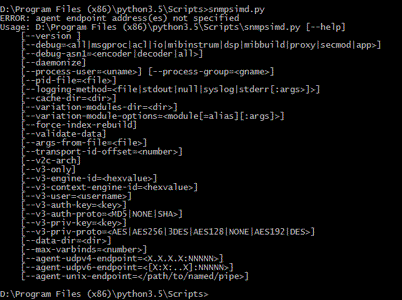 D:\Program Files (x86)\python3.5\Scripts>snmpsimd.py
ERROR: agent endpoint address(es) not specified
Usage: D:\Program Files (x86)\python3.5\Scripts\snmpsimd.py [--help]
[--version ]
[--debug=<all|msgproc|acl|io|mibinstrum|dsp|mibbuild|proxy|secmod|app>]
[--debug-asn1=<encoder|decoder|all>]
[--daemonize]
[--process-user=<uname>] [--process-group=<gname>]
[--pid-file=<file>]
[--logging-method=<file|stdout|null|syslog|stderr[:args>]>]
[--cache-dir=<dir>]
[--variation-modules-dir=<dir>]
[--variation-module-options=<module[=alias][:args]>]
[--force-index-rebuild]
[--validate-data]
[--args-from-file=<file>]
[--transport-id-offset=<number>]
[--v2c-arch]
[--v3-only]
[--v3-engine-id=<hexvalue>]
[--v3-context-engine-id=<hexvalue>]
[--v3-user=<username>]
[--v3-auth-key=<key>]
[--v3-auth-proto=<MD5|NONE|SHA>]
[--v3-priv-key=<key>]
[--v3-priv-proto=<AES|AES256|3DES|AES128|NONE|AES192|DES>]
[--data-dir=<dir>]
[--max-varbinds=<number>]
[--agent-udpv4-endpoint=<X.X.X.X:NNNNN>]
[--agent-udpv6-endpoint=<[X:X:..X]:NNNNN>]
[--agent-unix-endpoint=</path/to/named/pipe>]
D:\Program Files (x86)\python3.5\Scripts>